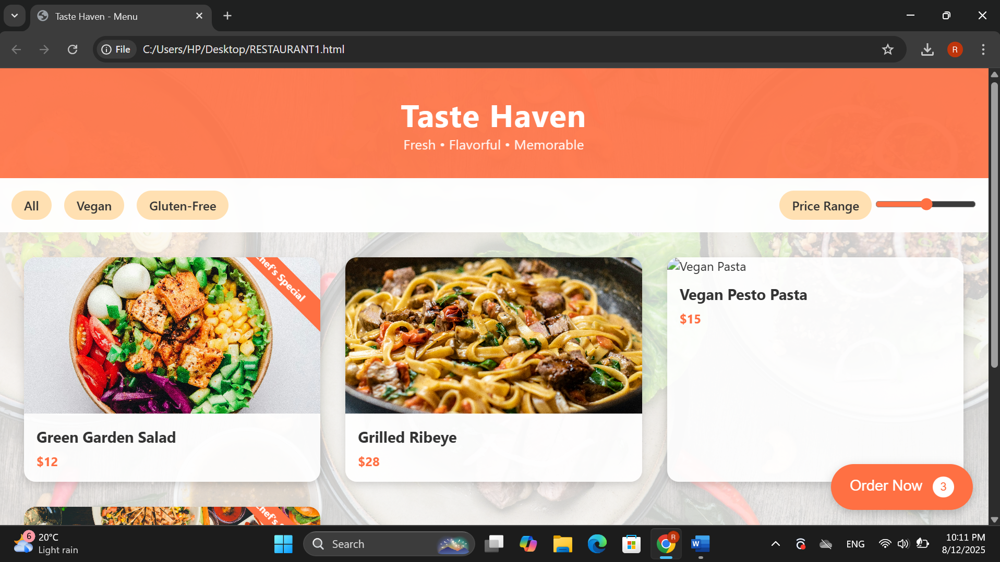 Taste Haven - Menu
File
C:/Users/HP/Desktop/RESTAURANT1.html
R
Taste Haven
Fresh • Flavorful • Memorable
All
Vegan
Gluten-Free
Price Range
Chef's Special
Vegan Pasta
Vegan Pesto Pasta
$15
Green Garden Salad
$12
Grilled Ribeye
$28
Order Now 3
Chef's
6
20°C
Light rain
Search
R
W
ENG
10:11 PM
8/12/2025